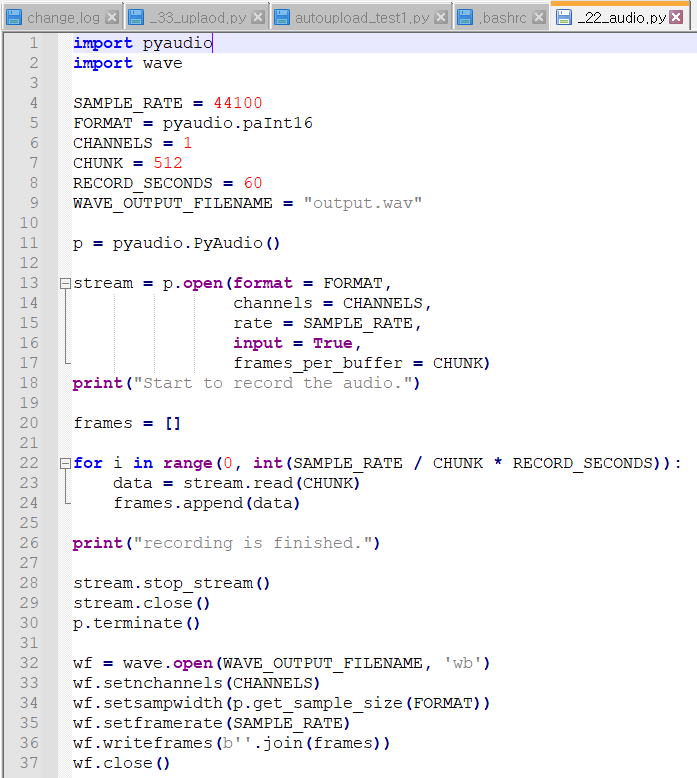 change.log _33_uplaod.py autoupload_test1.py .bashrc _22_audio.py
1 import pyaudio
2 import wave
3
4 SAMPLE_RATE = 44100
5 FORMAT = pyaudio.paInt16
6 CHANNELS = 1
7 CHUNK = 512
8 RECORD_SECONDS = 60
9 WAVE_OUTPUT_FILENAME = "output.wav"
10
11 p = pyaudio.PyAudio()
12
13 stream = p.open(format = FORMAT,
14 channels = CHANNELS,
15 rate = SAMPLE_RATE,
16 input = True,
17 frames_per_buffer = CHUNK)
18 print("Start to record the audio.")
19
20 frames = []
21
22 for i in range(0, int(SAMPLE_RATE / CHUNK * RECORD_SECONDS)):
23 data = stream.read(CHUNK)
24 frames.append(data)
25
26 print("recording is finished.")
27
28 stream.stop_stream()
29 stream.close()
30 p.terminate()
31
32 wf = wave.open(WAVE_OUTPUT_FILENAME, 'wb')
33 wf.setnchannels(CHANNELS)
34 wf.setsampwidth(p.get_sample_size(FORMAT))
35 wf.setframerate(SAMPLE_RATE)
36 wf.writeframes(b''.join(frames))
37 wf.close()